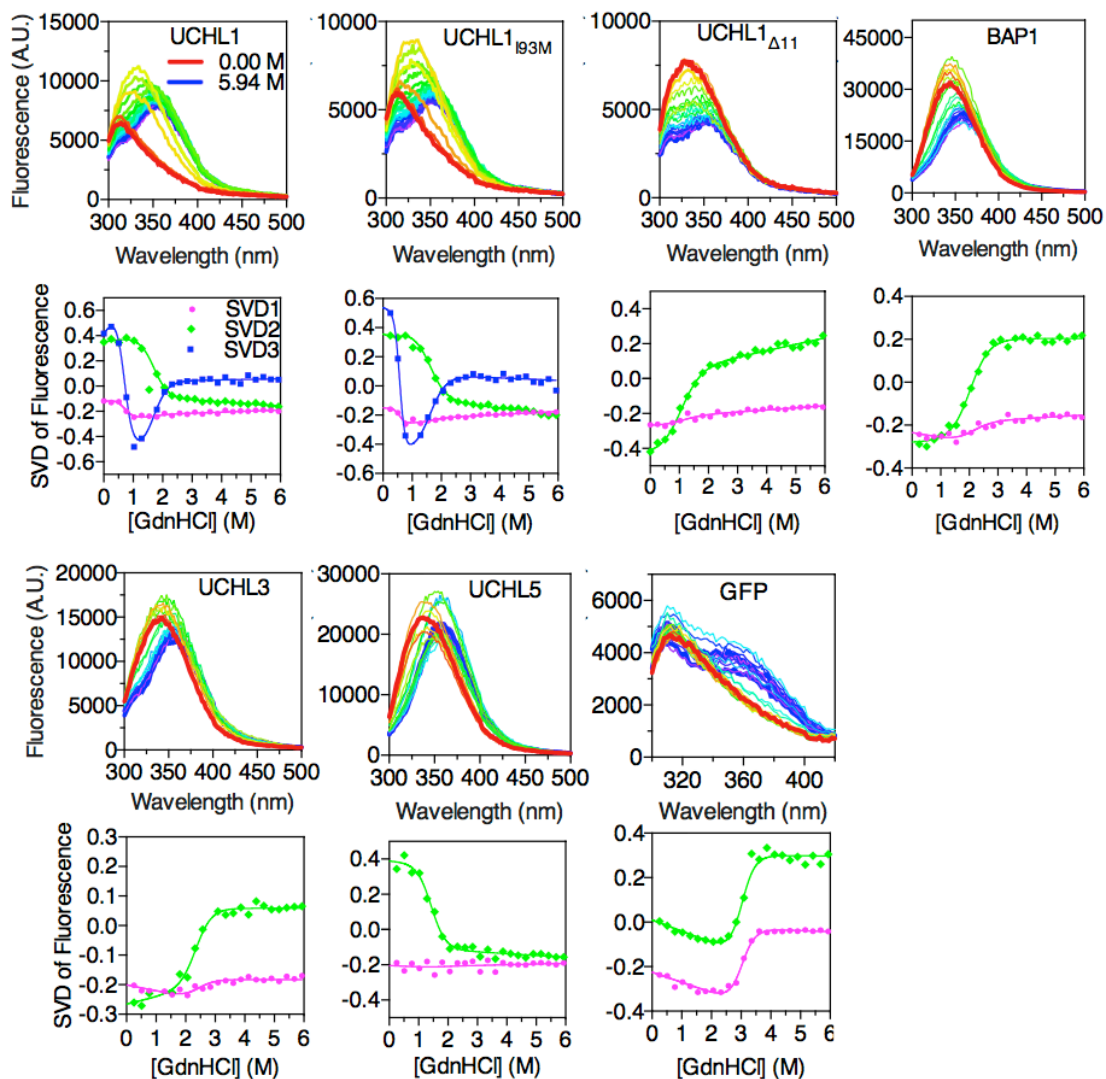 UCHL1
0.00 M
5.94 M
UCHL1I93M
UCHL1Δ11
BAP1
Fluorescence (A.U.)
15000
10000
5000
0
10000
7500
5000
2500
0
10000
7500
5000
2500
0
45000
30000
15000
0
300 350 400 450 500
300 350 400 450 500
300 350 400 450 500
300 350 400 450 500
Wavelength (nm)
Wavelength (nm)
Wavelength (nm)
Wavelength (nm)
SVD of Fluorescence
SVD1
SVD2
SVD3
0.6
0.4
0.2
0.0
-0.2
-0.4
-0.6
0.6
0.4
0.2
0.0
-0.2
-0.4
-0.6
0.4
0.2
0.0
-0.2
-0.4
0.4
0.2
0.0
-0.2
-0.4
0 1 2 3 4 5 6
0 1 2 3 4 5 6
0 1 2 3 4 5 6
0 1 2 3 4 5 6
[GdnHCl] (M)
[GdnHCl] (M)
[GdnHCl] (M)
[GdnHCl] (M)
UCHL3
UCHL5
GFP
Fluorescence (A.U.)
20000
15000
10000
5000
0
30000
20000
10000
0
6000
4000
2000
300 350 400 450 500
300 350 400 450 500
320 360 400
Wavelength (nm)
Wavelength (nm)
Wavelength (nm)
SVD of Fluorescence
0.3
0.2
0.1
0.0
-0.1
-0.2
-0.3
0.4
0.2
0.0
-0.2
-0.4
0.4
0.2
0.0
-0.2
-0.4
0 1 2 3 4 5 6
0 1 2 3 4 5 6
0 1 2 3 4 5 6
[GdnHCl] (M)
[GdnHCl] (M)
[GdnHCl] (M)